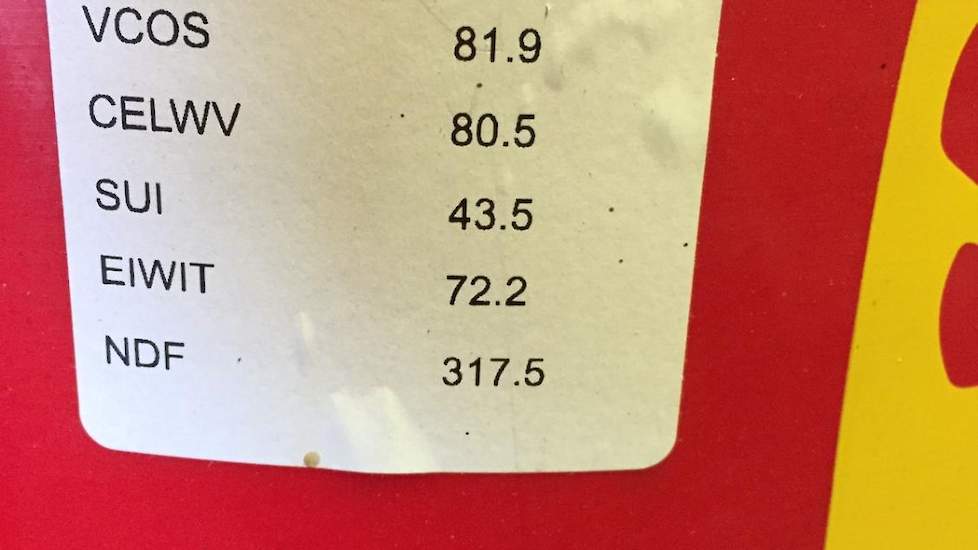 VCOS 81.9
CELWV 80.5
SUI 43.5
EIWIT 72.2
NDF 317.5